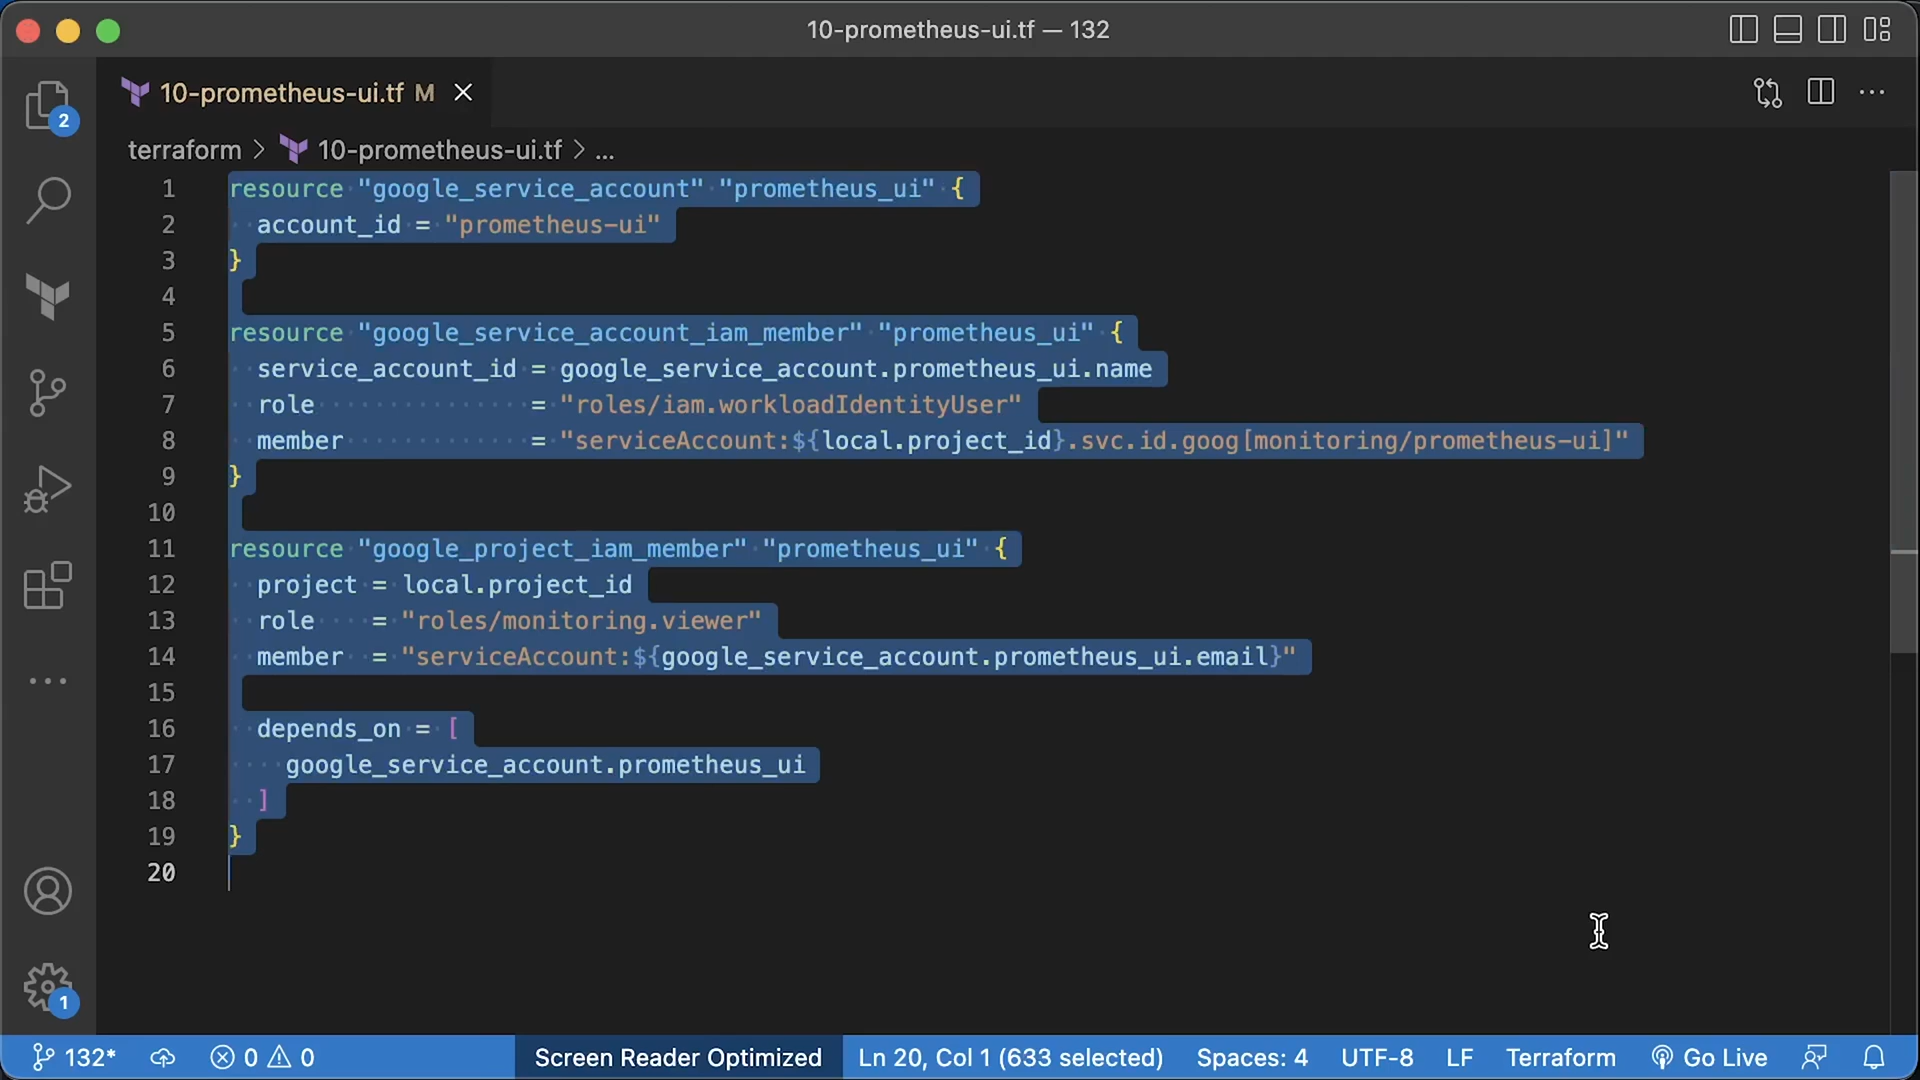 10-prometheus-ui.tf — 132
10-prometheus-ui.tf M
2
terraform > 10-prometheus-ui.tf > ...
1 resource "google_service_account" "prometheus_ui" {
2   account_id = "prometheus-ui"
3 }
4
5 resource "google_service_account_iam_member" "prometheus_ui" {
6   service_account_id = google_service_account.prometheus_ui.name
7   role               = "roles/iam.workloadIdentityUser"
8   member             = "serviceAccount:${local.project_id}.svc.id.goog[monitoring/prometheus-ui]"
9 }
10
11 resource "google_project_iam_member" "prometheus_ui" {
12   project = local.project_id
13   role    = "roles/monitoring.viewer"
14   member  = "serviceAccount:${google_service_account.prometheus_ui.email}"
15
16   depends_on = [
17     google_service_account.prometheus_ui
18   ]
19 }
20
1
132* 0 0 Screen Reader Optimized Ln 20, Col 1 (633 selected) Spaces: 4 UTF-8 LF Terraform Go Live